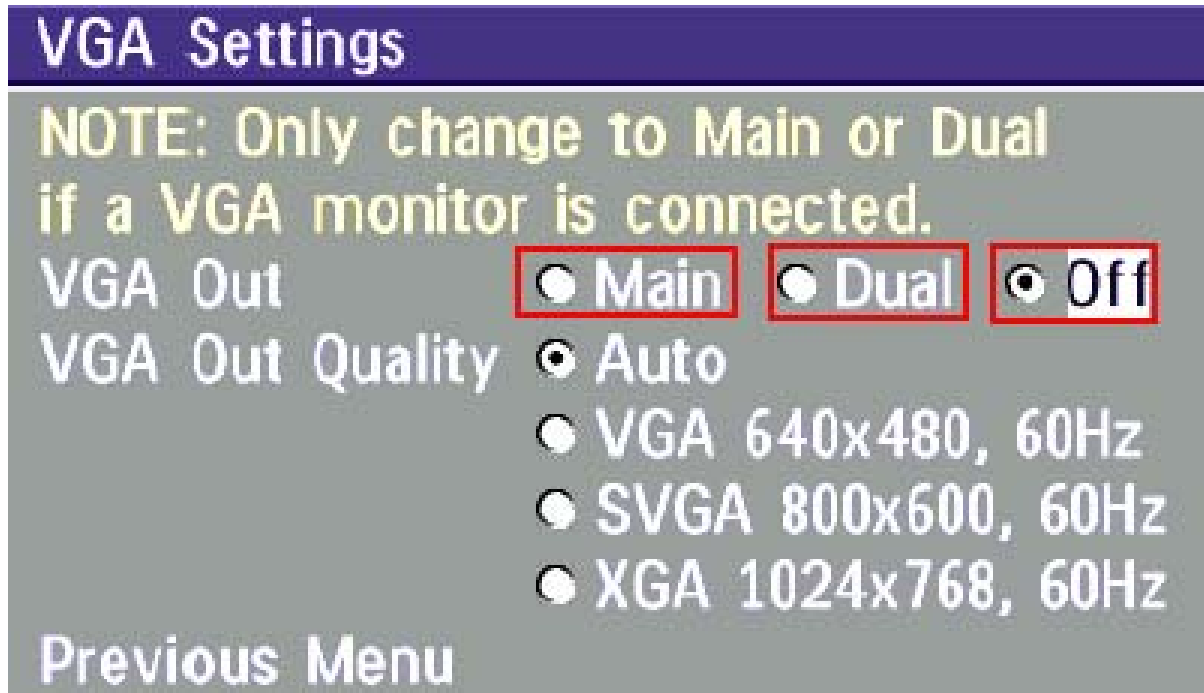 VGA Settings
NOTE: Only change to Main or Dual
if a VGA monitor is connected.
VGA Out Main Dual Off
VGA Out Quality Auto
VGA 640x480, 60Hz
SVGA 800x600, 60Hz
XGA 1024x768, 60Hz
Previous Menu